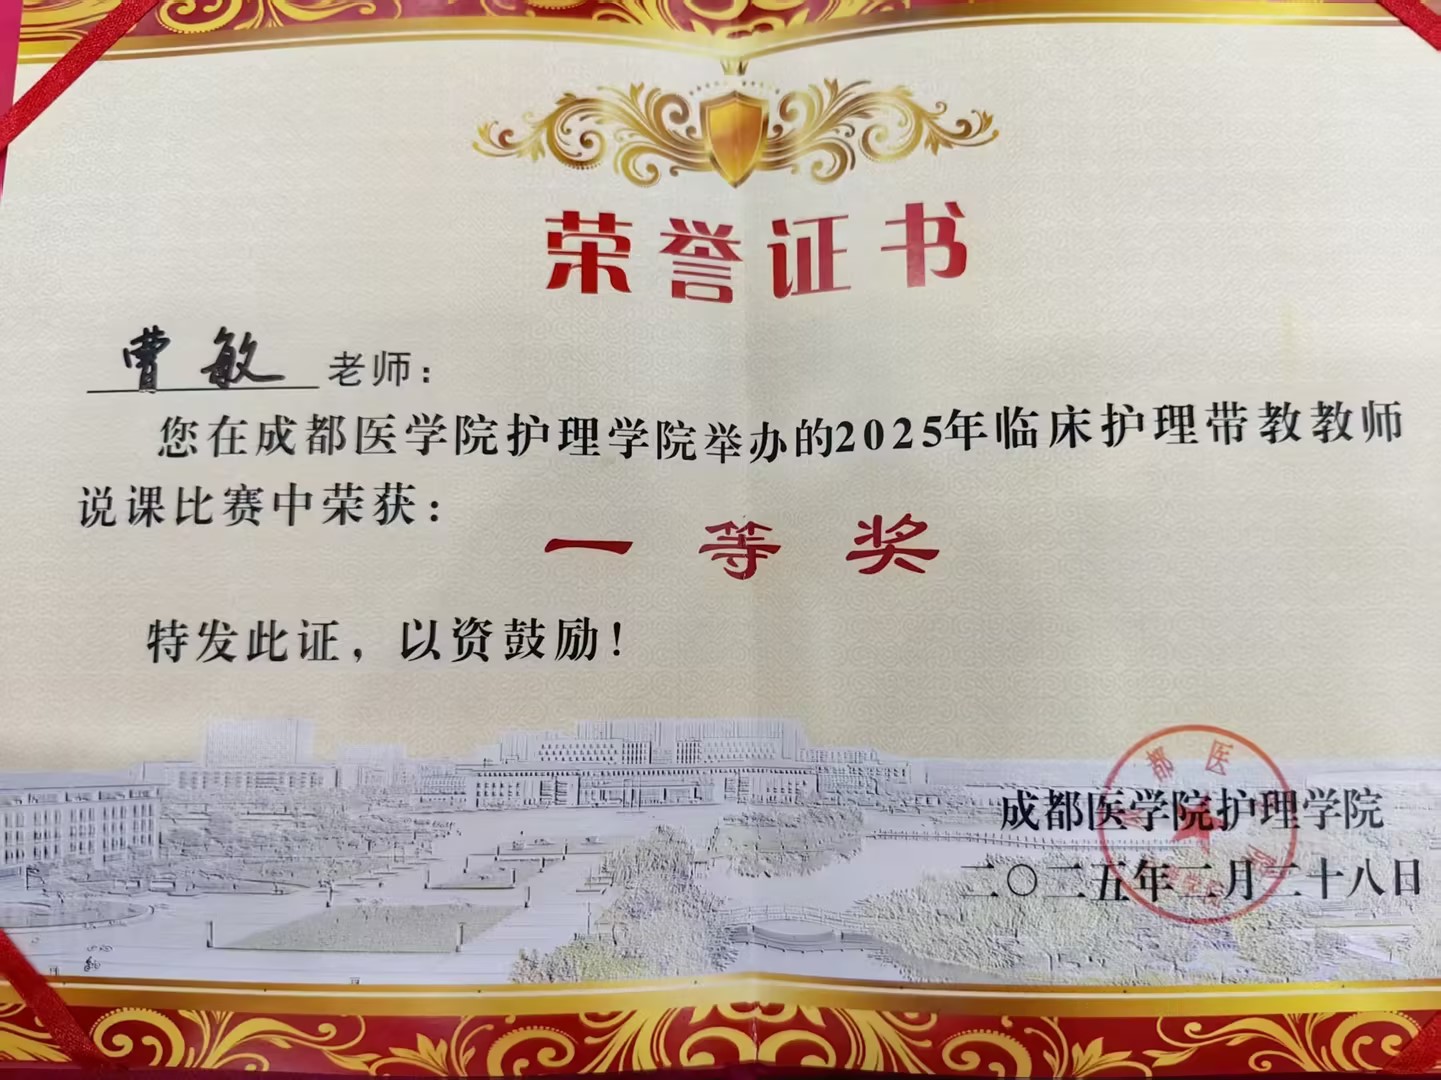 荣誉证书
曹敏 老师：
您在成都医学院护理学院举办的2025年临床护理带教教师
说课比赛中荣获：
一等奖
特发此证，以资鼓励！
都医
成都医学院护理学院
二〇二五年二月二十八日